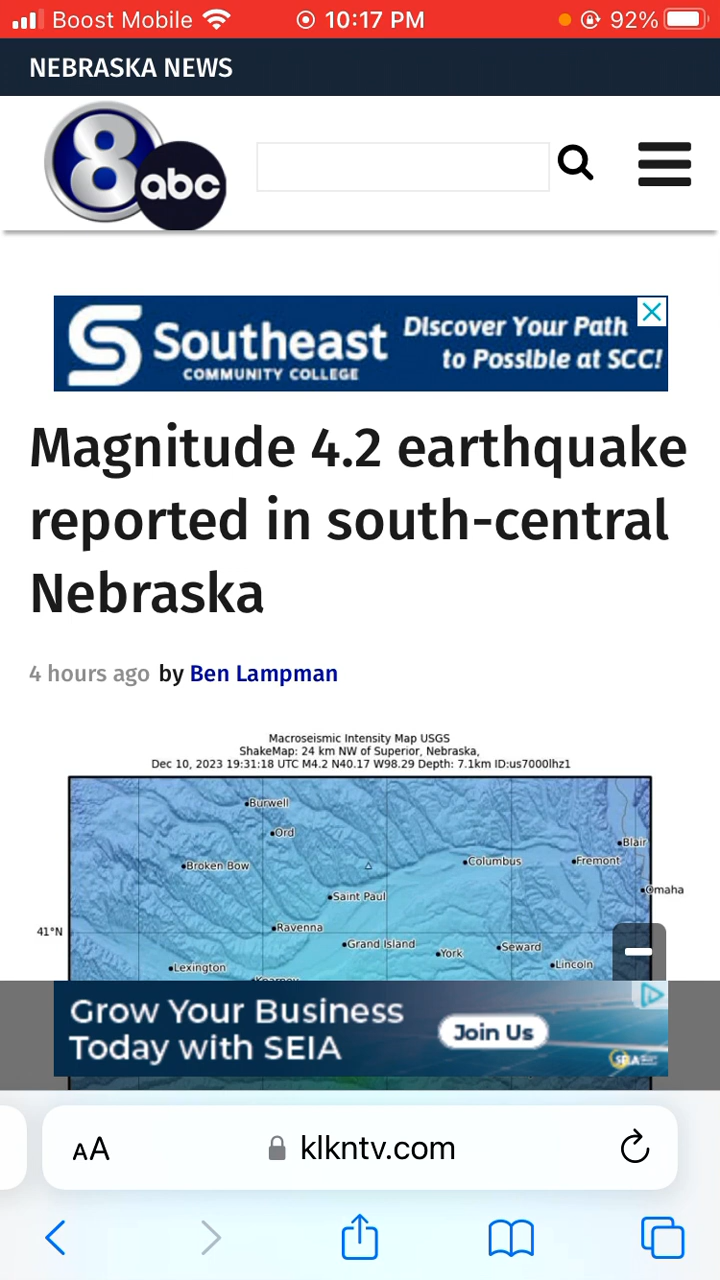 Boost Mobile 10:17 PM 92%
NEBRASKA NEWS
8 abc
Southeast
COMMUNITY COLLEGE
Discover Your Path
to Possible at SCC!
Magnitude 4.2 earthquake
reported in south-central
Nebraska
4 hours ago by Ben Lampman
Macroseismic Intensity Map USGS
ShakeMap: 24 km NW of Superior, Nebraska,
Dec 10, 2023 19:31:18 UTC M4.2 N40.17 W98.29 Depth: 7.1km ID:us7000lhz1
Burwell
Ord
Blair
Broken Bow
Columbus
Fremont
Omaha
Saint Paul
Ravenna
41°N
Grand Island
York
Seward
Lincoln
Lexington
Kearney
Grow Your Business
Today with SEIA
Join Us
SEIA
AA klkntv.com